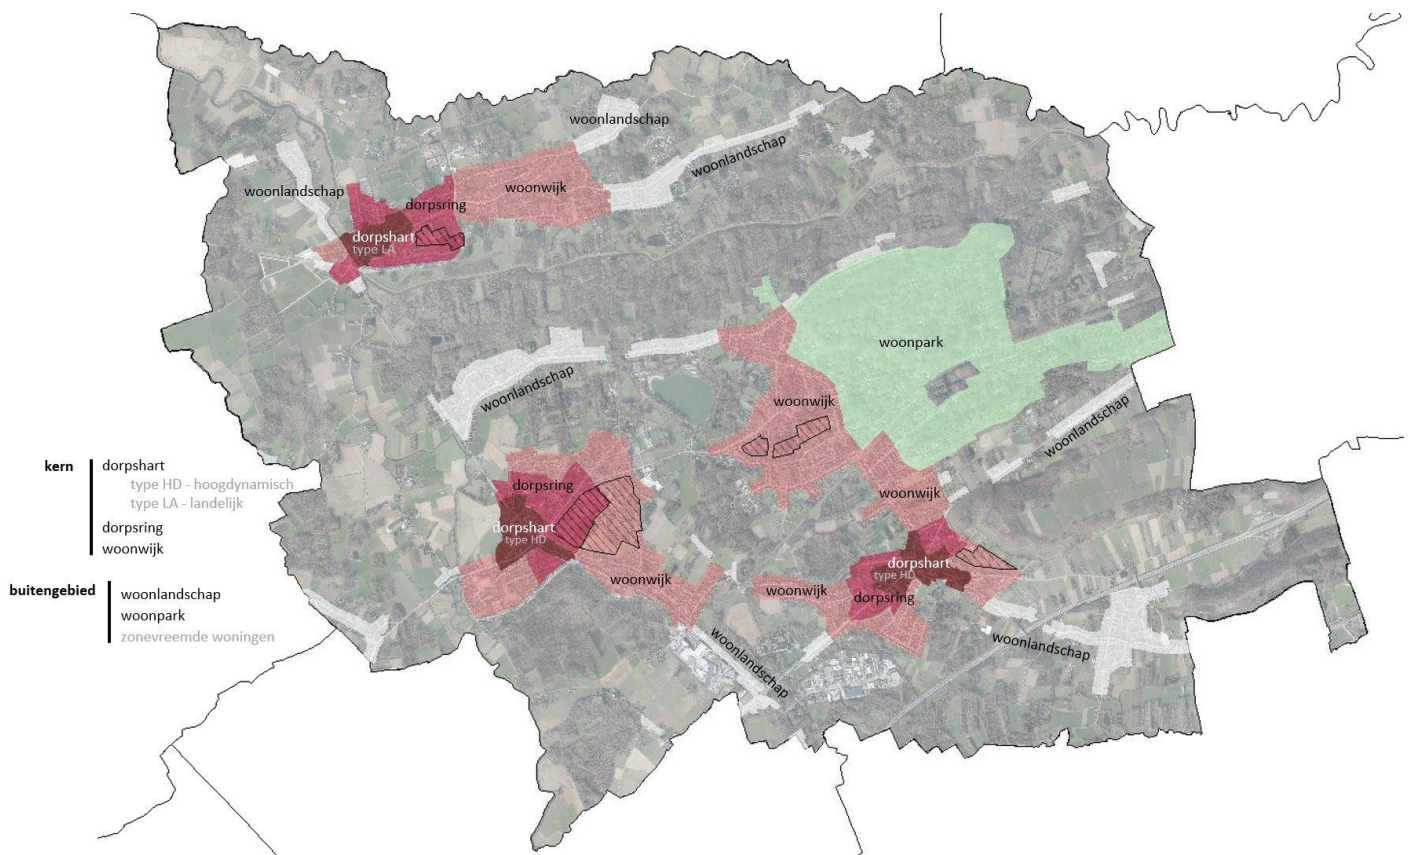 woonlandschap
woonlandschap
woonlandschap
woonwijk
dorpsring
dorpshart
type LA
woonpark
woonlandschap
woonwijk
woonlandschap
kern
dorpshart
type HD - hoogdynamisch
type LA - landelijk
dorpsring
woonwijk
dorpsring
dorpshart
type HD
woonwijk
woonwijk
woonwijk
dorpshart
type HD
dorpsring
buitengebied
woonlandschap
woonpark
zonevreemde woningen
woonlandschap
woonlandschap